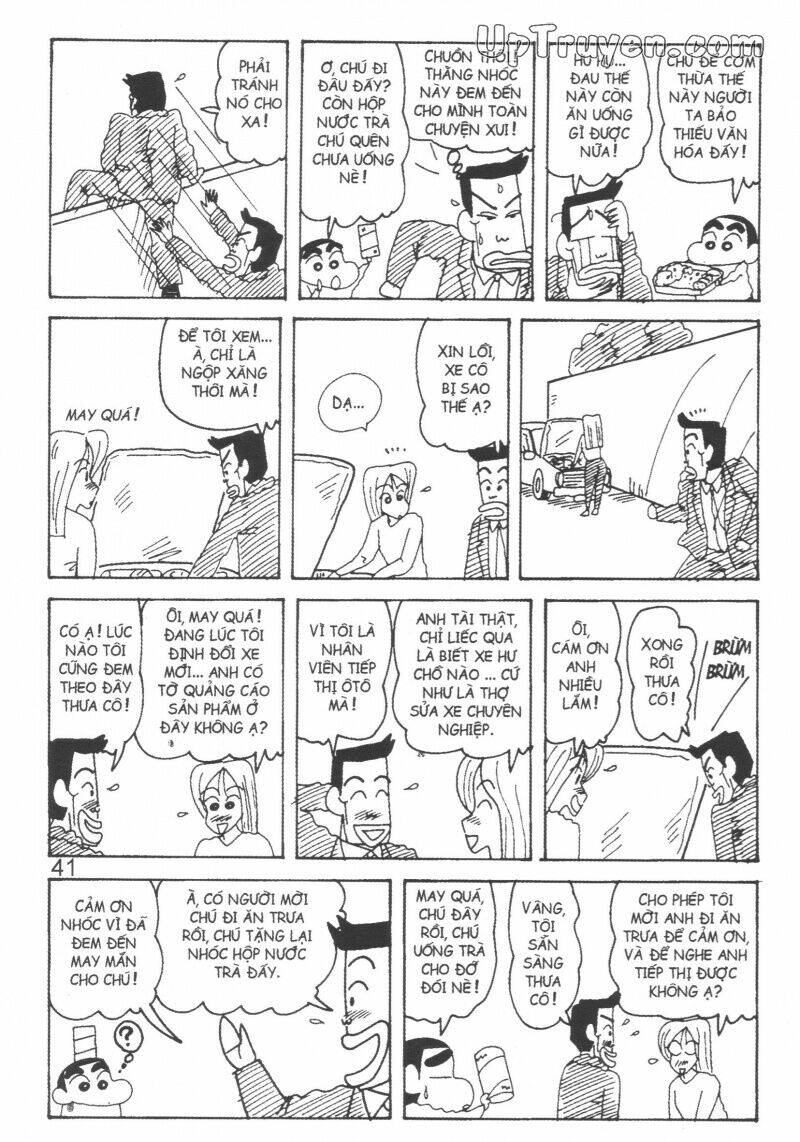 UpTruyen.com
CHÚ ĐỂ CƠM
THỪA THẾ
NÀY NGƯỜI
TA BẢO
THIẾU VĂN
HÓA ĐẤY!
HU HU...
ĐAU THẾ
NÀY CÒN
ĂN UỐNG
GÌ ĐƯỢC
NỮA!
CHUỒN THÔI!
THẰNG NHÓC
NÀY ĐEM ĐẾN
CHO MÌNH TOÀN
CHUYỆN XUI!
Ơ, CHÚ ĐI
ĐÂU ĐẤY?
CÒN HỘP
NƯỚC TRÀ
CHÚ QUÊN
CHƯA UỐNG
NÈ!
PHẢI
TRÁNH
NÓ CHO
XA!
XIN LỖI,
XE CÔ
BỊ SAO
THẾ Ạ?
DẠ...
ĐỂ TÔI XEM...
À, CHỈ LÀ
NGỘP XĂNG
THÔI MÀ!
MAY QUÁ!
BRỪM
BRỪM
XONG
RỒI
THƯA
CÔ!
ÔI,
CÁM ƠN
ANH
NHIỀU
LẮM!
ANH TÀI THẬT,
CHỈ LIẾC QUA
LÀ BIẾT XE HƯ
CHỖ NÀO ... CỨ
NHƯ LÀ THỢ
SỬA XE CHUYÊN
NGHIỆP.
VÌ TÔI LÀ
NHÂN
VIÊN TIẾP
THỊ ÔTÔ
MÀ!
ÔI, MAY QUÁ!
ĐANG LÚC TÔI
ĐỊNH ĐỔI XE
MỚI... ANH CÓ
TỜ QUẢNG CÁO
SẢN PHẨM Ở
ĐÂY KHÔNG Ạ?
CÓ Ạ! LÚC
NÀO TÔI
CŨNG ĐEM
THEO ĐÂY
THƯA CÔ!
CHO PHÉP TÔI
MỜI ANH ĐI ĂN
TRƯA ĐỂ CẢM ƠN,
VÀ ĐỂ NGHE ANH
TIẾP THỊ ĐƯỢC
KHÔNG Ạ?
VÂNG,
TÔI
SẴN
SÀNG
THƯA
CÔ!
MAY QUÁ,
CHÚ ĐÂY
RỒI, CHÚ
UỐNG TRÀ
CHO ĐỠ
ĐÓI NÈ!
À, CÓ NGƯỜI MỜI
CHÚ ĐI ĂN TRƯA
RỒI, CHÚ TẶNG LẠI
NHÓC HỘP NƯỚC
TRÀ ĐẤY.
CẢM ƠN
NHÓC VÌ ĐÃ
ĐEM ĐẾN
MAY MẮN
CHO CHÚ!
?
41